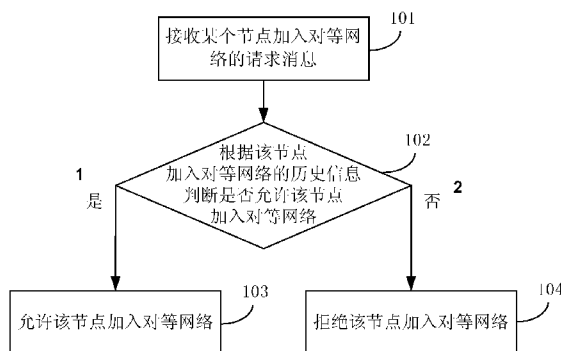 接收某个节点加入对等网
络的请求消息
101
根据该节点
加入对等网络的历史信息
判断是否允许该节点
加入对等网络
102
1
是
2
否
允许该节点加入对等网络
103
拒绝该节点加入对等网络
104